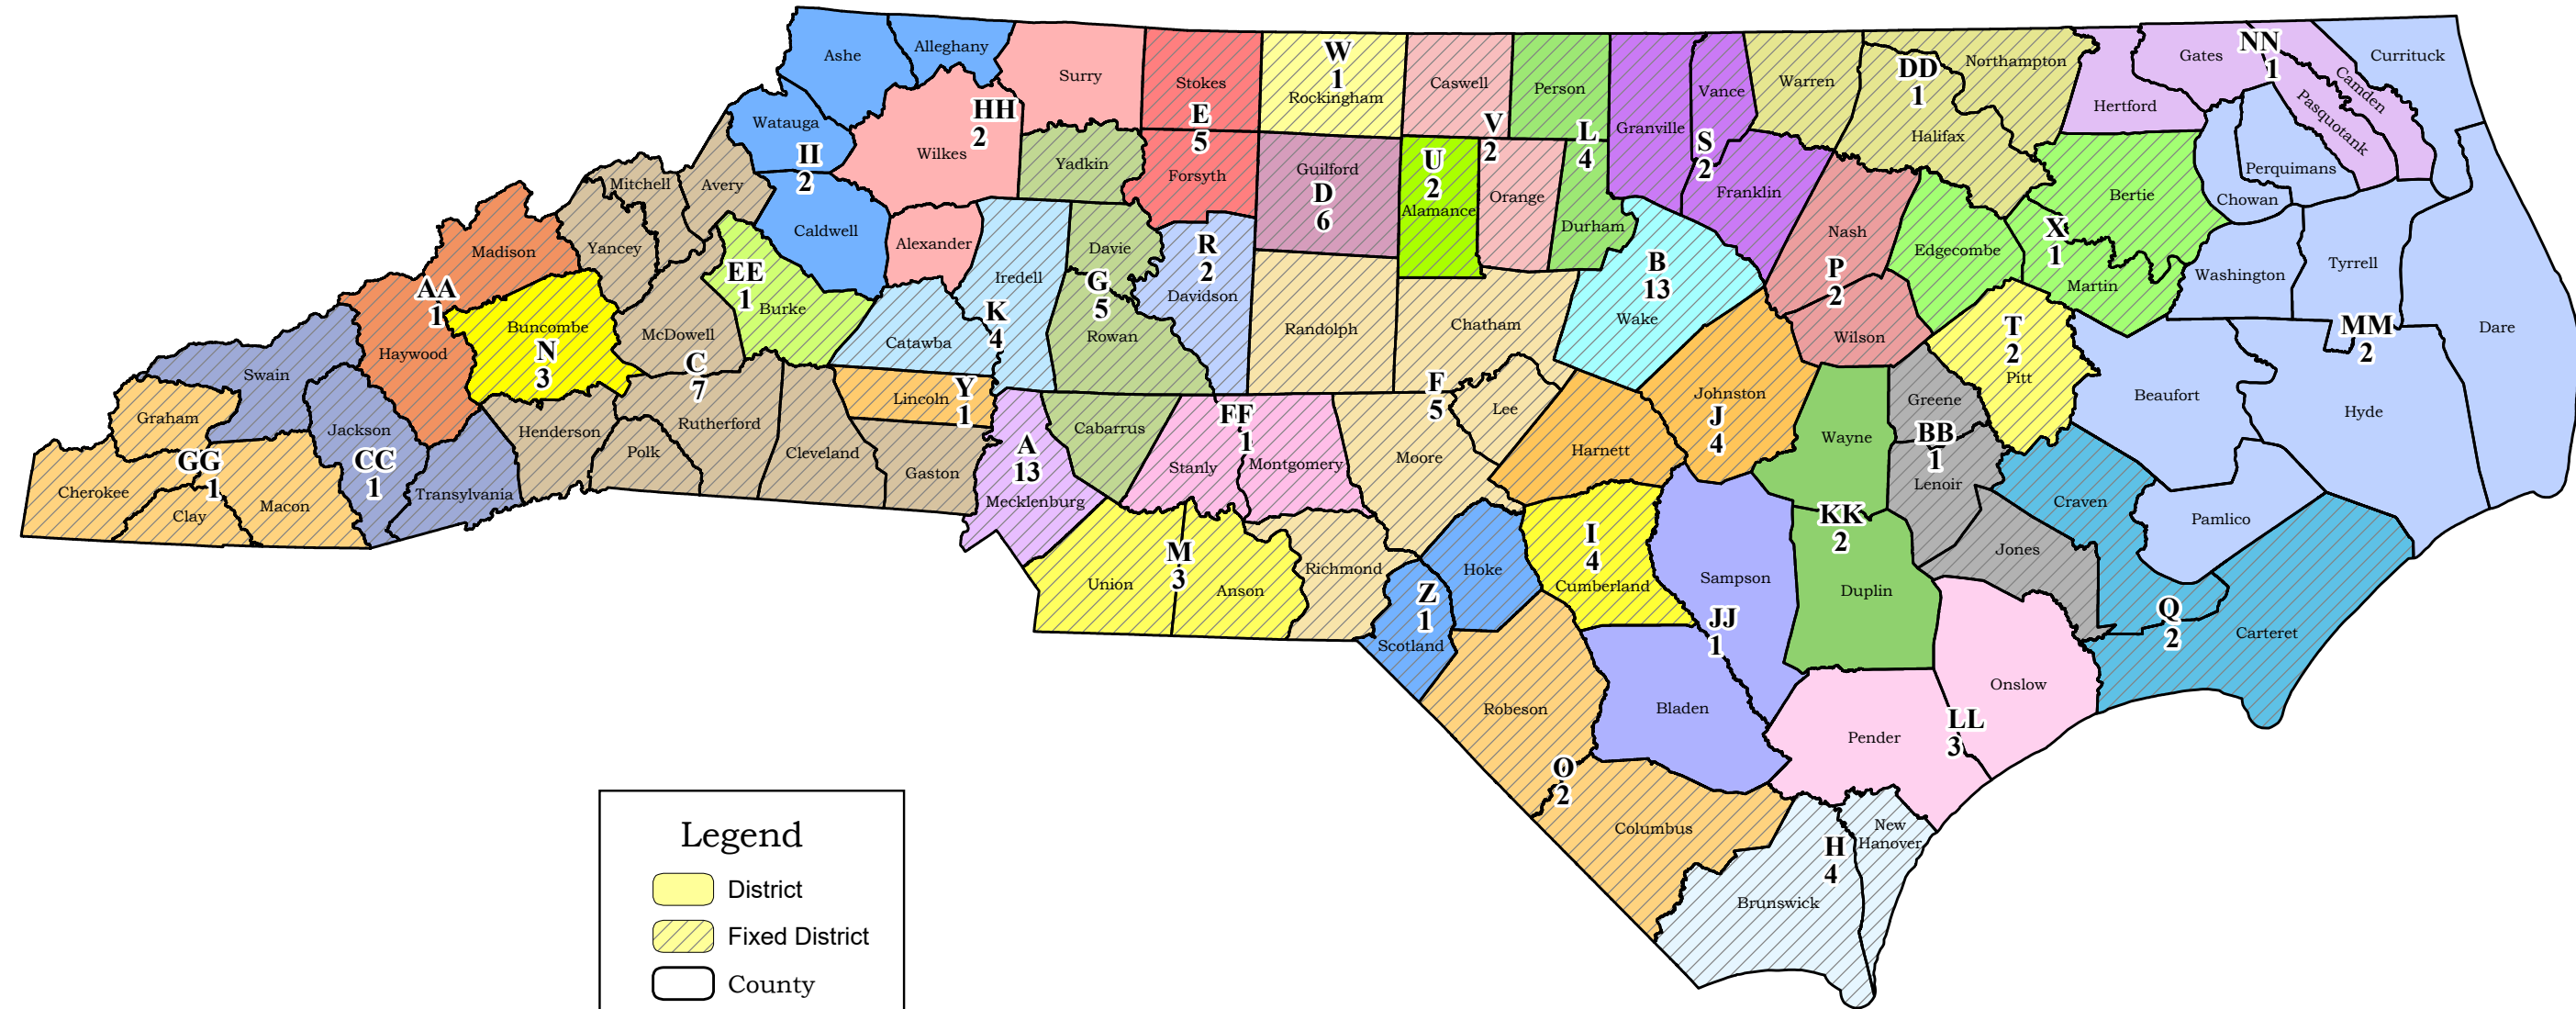 Ashe
Alleghany
Surry
Stokes
W
1
Rockingham
Caswell
Person
Granville
Vance
Warren
DD
1
Northampton
Halifax
Hertford
Gates
NN
1
Camden
Pasquotank
Currituck
Perquimans
Chowan
Watauga
II
2
HH
2
Wilkes
Yadkin
E
5
Forsyth
Guilford
D
6
U
2
Alamance
V
2
Orange
L
4
Durham
S
2
Franklin
Nash
P
2
Wilson
Edgecombe
X
1
Bertie
Martin
Washington
Tyrrell
Dare
MM
2
Mitchell
Avery
Yancey
Madison
Caldwell
Alexander
Iredell
Davie
G
5
Rowan
R
2
Davidson
Randolph
Chatham
B
13
Wake
AA
1
Haywood
Buncombe
N
3
McDowell
C
7
EE
1
Burke
Catawba
K
4
Lincoln
Y
1
Gaston
Cabarrus
FF
1
Stanly
Montgomery
F
5
Moore
Lee
Harnett
Johnston
J
4
Wayne
Greene
BB
1
Lenoir
T
2
Pitt
Beaufort
Hyde
Swain
Graham
Jackson
CC
1
GG
1
Cherokee
Clay
Macon
Transylvania
Henderson
Polk
Rutherford
Cleveland
A
13
Mecklenburg
Union
M
3
Anson
Richmond
Z
1
Scotland
Hoke
I
4
Cumberland
Sampson
JJ
1
KK
2
Duplin
Jones
Craven
Pamlico
Q
2
Carteret
Robeson
Bladen
O
2
Columbus
Pender
LL
3
Onslow
H
4
New
Hanover
Brunswick
Legend
District
Fixed District
County